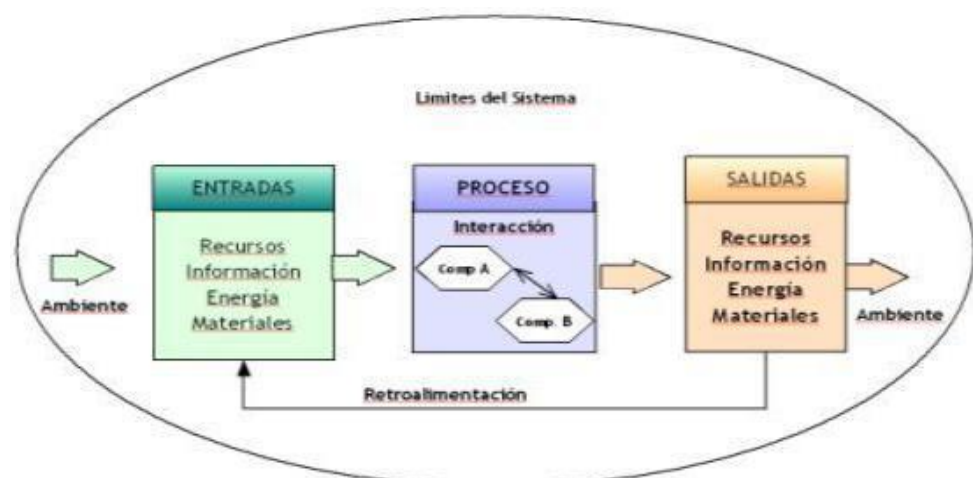 Limites del Sistema
ENTRADAS
Recursos
Información
Energía
Materiales
PROCESO
Interacción
Comp A
Comp. B
SALIDAS
Recursos
Información
Energía
Materiales
Ambiente
Ambiente
Retroalimentación